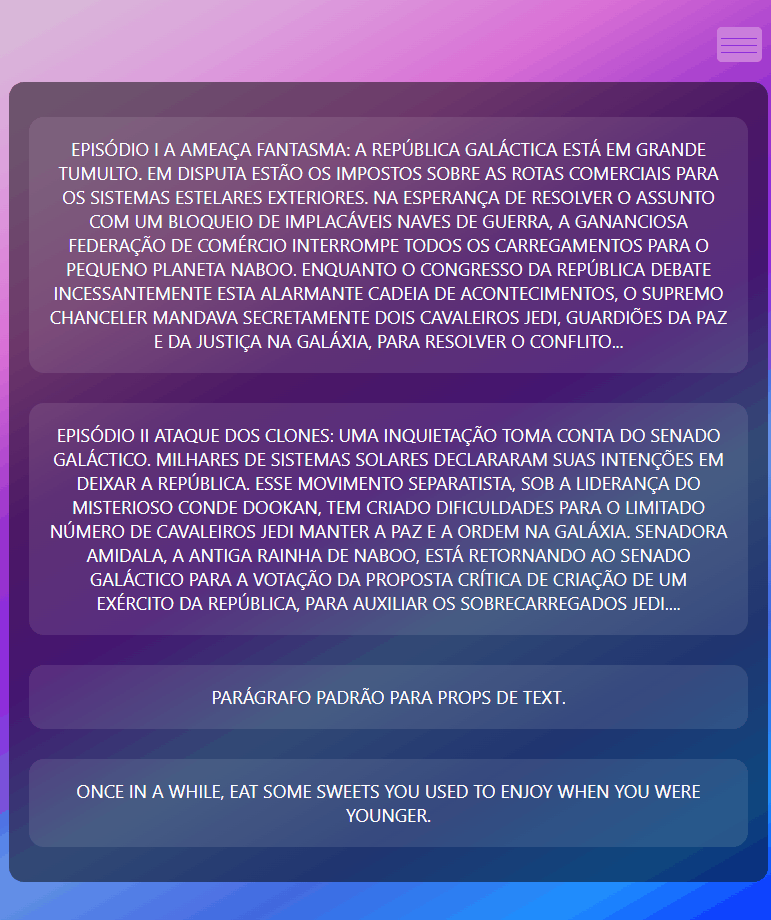 EPISÓDIO I A AMEAÇA FANTASMA: A REPÚBLICA GALÁCTICA ESTÁ EM GRANDE
TUMULTO. EM DISPUTA ESTÃO OS IMPOSTOS SOBRE AS ROTAS COMERCIAIS PARA
OS SISTEMAS ESTELARES EXTERIORES. NA ESPERANÇA DE RESOLVER O ASSUNTO
COM UM BLOQUEIO DE IMPLACÁVEIS NAVES DE GUERRA, A GANANCIOSA
FEDERAÇÃO DE COMÉRCIO INTERROMPE TODOS OS CARREGAMENTOS PARA O
PEQUENO PLANETA NABOO. ENQUANTO O CONGRESSO DA REPÚBLICA DEBATE
INCESSANTEMENTE ESTA ALARMANTE CADEIA DE ACONTECIMENTOS, O SUPREMO
CHANCELER MANDAVA SECRETAMENTE DOIS CAVALEIROS JEDI, GUARDIÕES DA PAZ
E DA JUSTIÇA NA GALÁXIA, PARA RESOLVER O CONFLITO...
EPISÓDIO II ATAQUE DOS CLONES: UMA INQUIETAÇÃO TOMA CONTA DO SENADO
GALÁCTICO. MILHARES DE SISTEMAS SOLARES DECLARARAM SUAS INTENÇÕES EM
DEIXAR A REPÚBLICA. ESSE MOVIMENTO SEPARATISTA, SOB A LIDERANÇA DO
MISTERIOSO CONDE DOOKAN, TEM CRIADO DIFICULDADES PARA O LIMITADO
NÚMERO DE CAVALEIROS JEDI MANTER A PAZ E A ORDEM NA GALÁXIA. SENADORA
AMIDALA, A ANTIGA RAINHA DE NABOO, ESTÁ RETORNANDO AO SENADO
GALÁCTICO PARA A VOTAÇÃO DA PROPOSTA CRÍTICA DE CRIAÇÃO DE UM
EXÉRCITO DA REPÚBLICA, PARA AUXILIAR OS SOBRECARREGADOS JEDI....
PARÁGRAFO PADRÃO PARA PROPS DE TEXT.
ONCE IN A WHILE, EAT SOME SWEETS YOU USED TO ENJOY WHEN YOU WERE
YOUNGER.